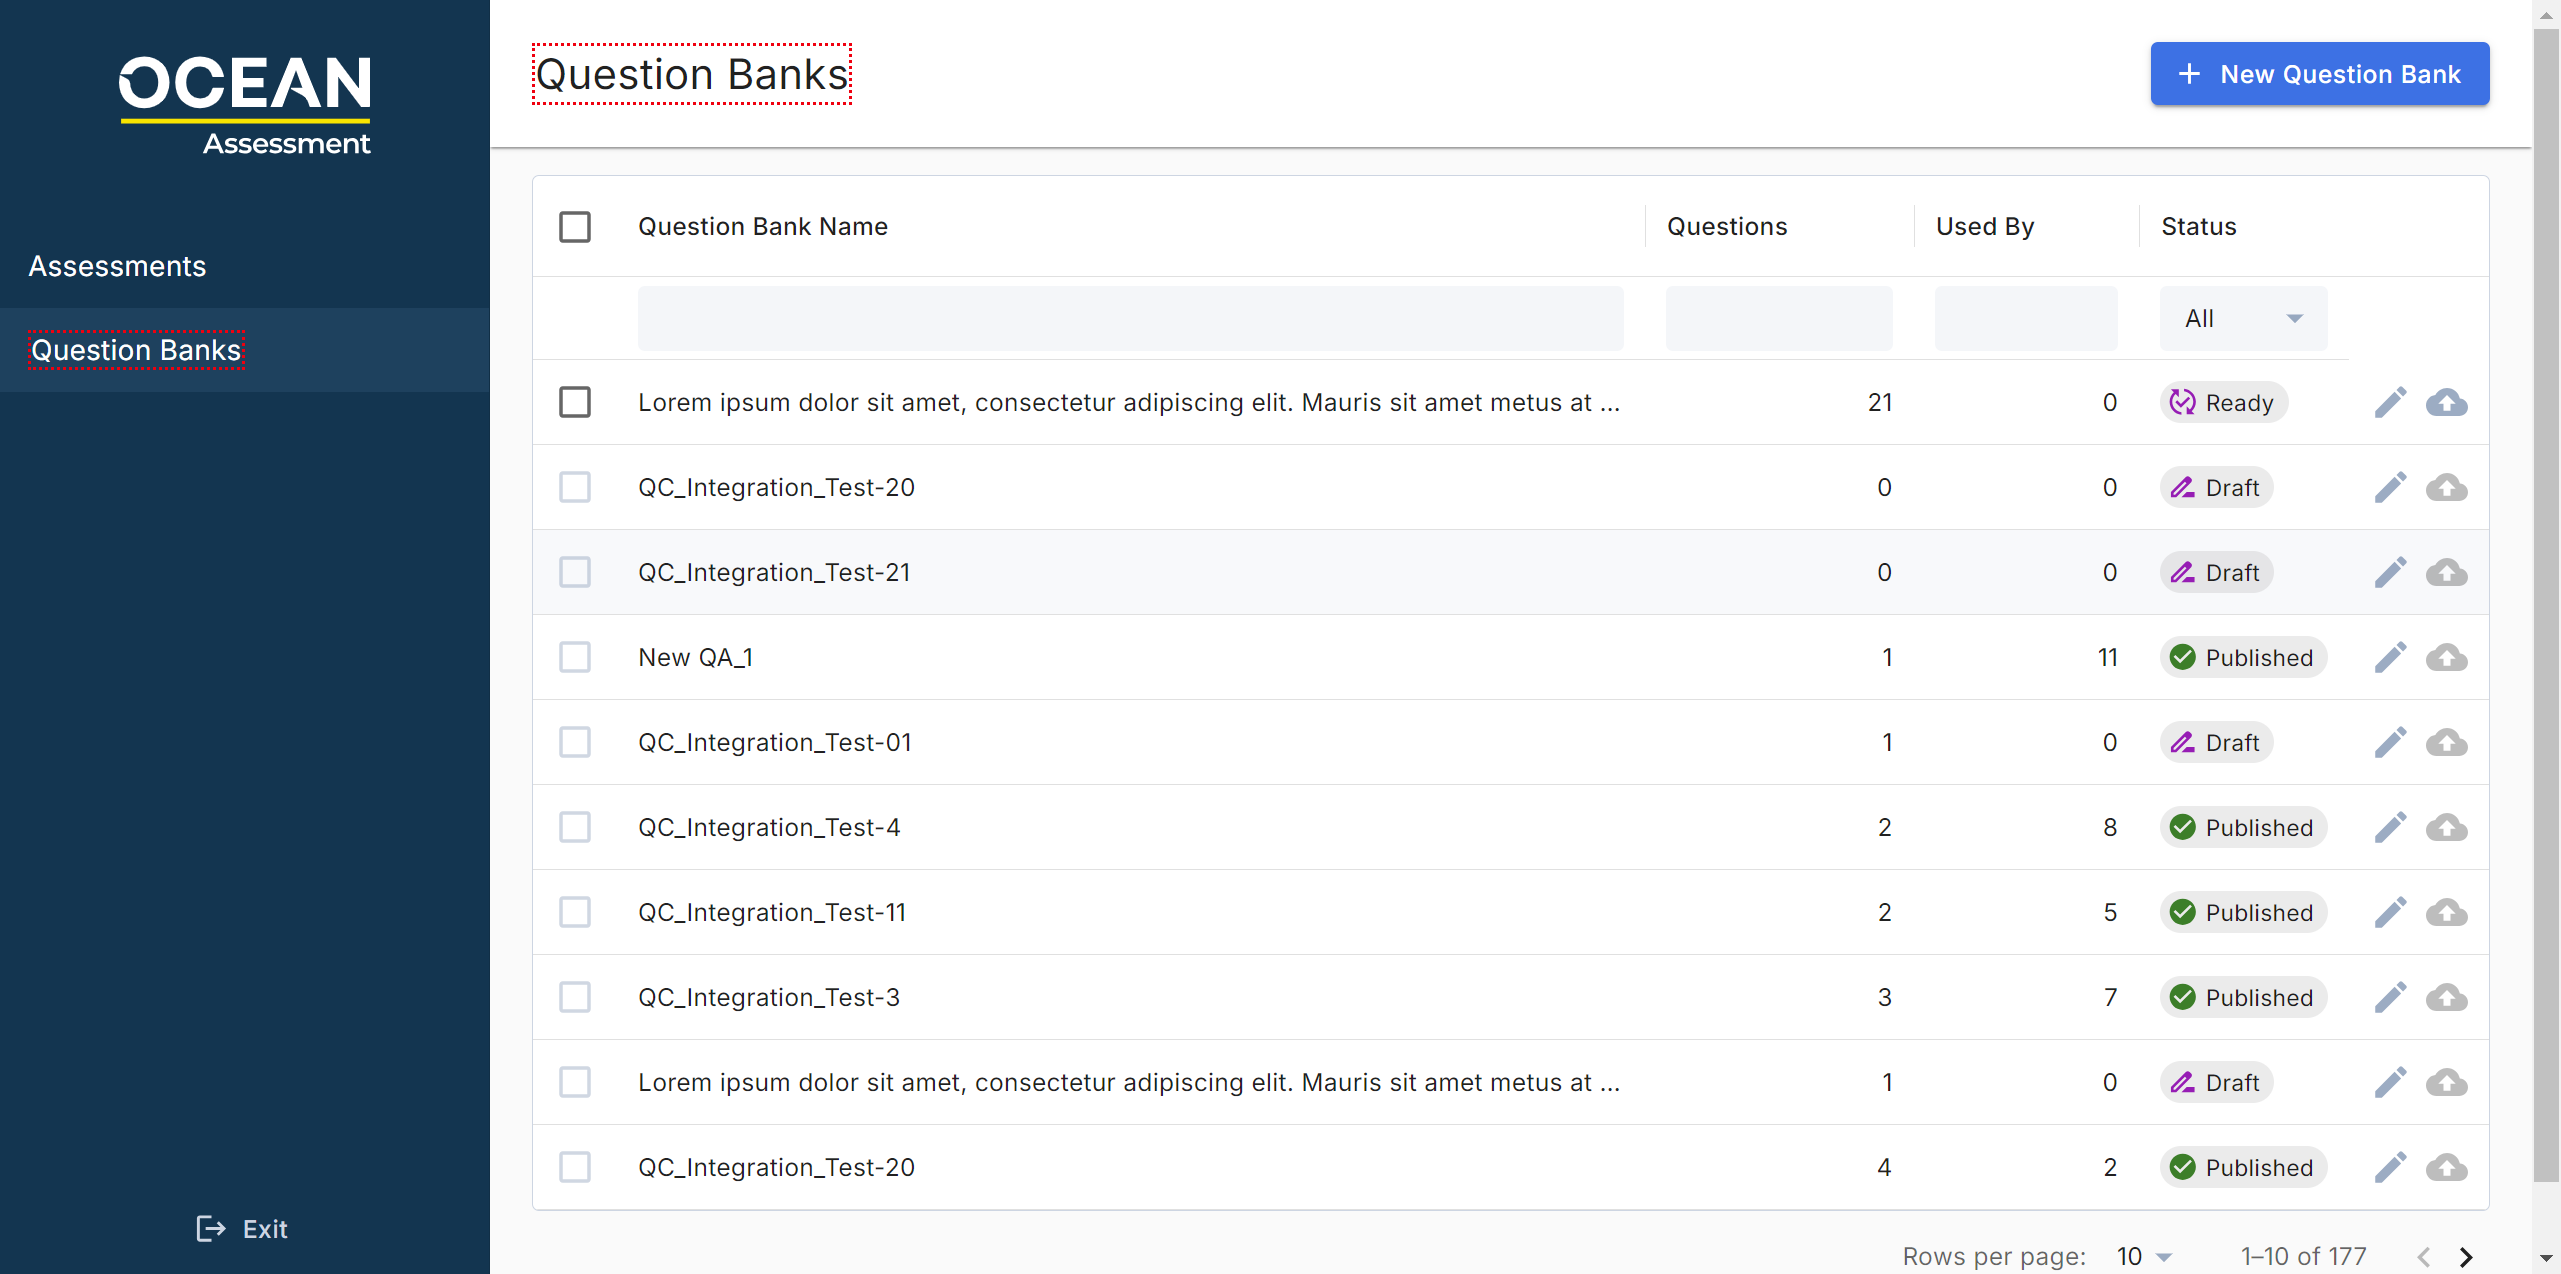 OCEAN
Assessment
Assessments
Question Banks
Exit
Question Banks
New Question Bank
Question Bank Name Questions Used By Status
All
Lorem ipsum dolor sit amet, consectetur adipiscing elit. Mauris sit amet metus at ... 21 0 Ready
QC_Integration_Test-20 0 0 Draft
QC_Integration_Test-21 0 0 Draft
New QA_1 1 11 Published
QC_Integration_Test-01 1 0 Draft
QC_Integration_Test-4 2 8 Published
QC_Integration_Test-11 2 5 Published
QC_Integration_Test-3 3 7 Published
Lorem ipsum dolor sit amet, consectetur adipiscing elit. Mauris sit amet metus at ... 1 0 Draft
QC_Integration_Test-20 4 2 Published
Rows per page: 10 1–10 of 177